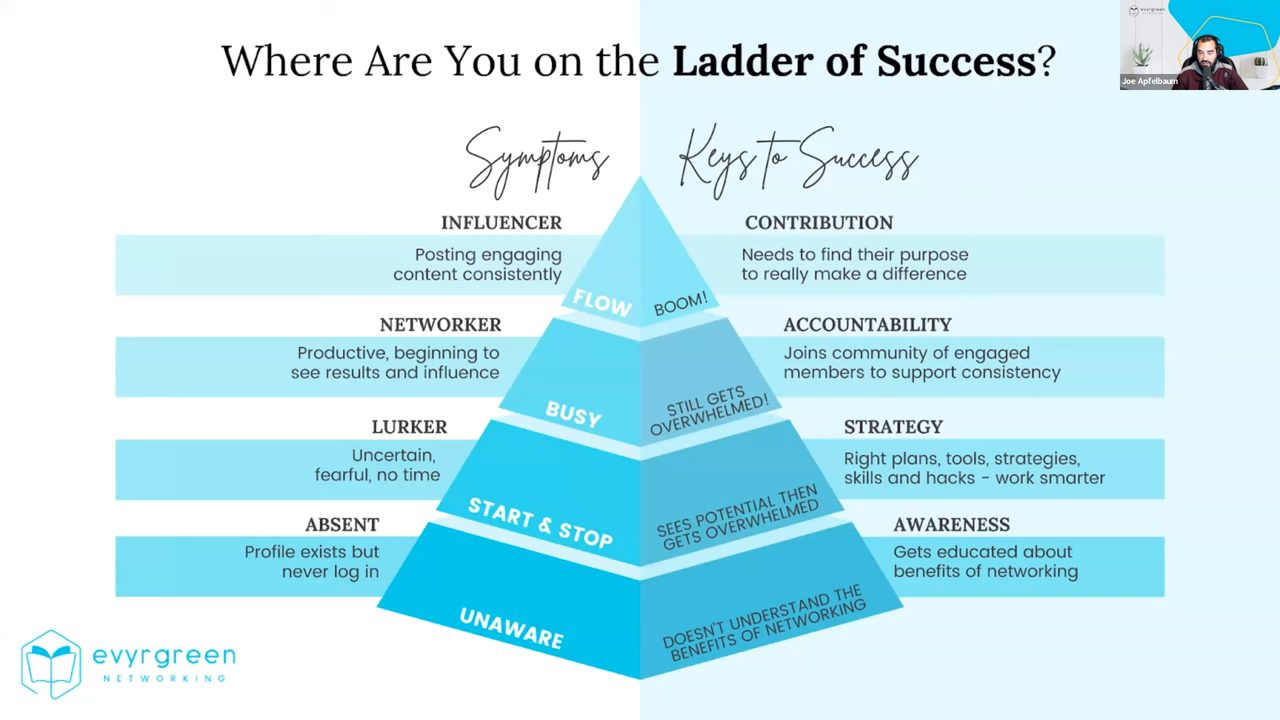 Where Are You on the Ladder of Success?
evyrgreen
Joe Apfelbaum
Symptoms
Keys to Success
INFLUENCER
Posting engaging
content consistently
FLOW
BOOM!
CONTRIBUTION
Needs to find their purpose
to really make a difference
NETWORKER
Productive, beginning to
see results and influence
BUSY
STILL GETS
OVERWHELMED!
ACCOUNTABILITY
Joins community of engaged
members to support consistency
LURKER
Uncertain,
fearful, no time
START & STOP
SEES POTENTIAL THEN
GETS OVERWHELMED
STRATEGY
Right plans, tools, strategies,
skills and hacks - work smarter
ABSENT
Profile exists but
never log in
UNAWARE
DOESN'T UNDERSTAND THE
BENEFITS OF NETWORKING
AWARENESS
Gets educated about
benefits of networking
evyrgreen
NETWORKING